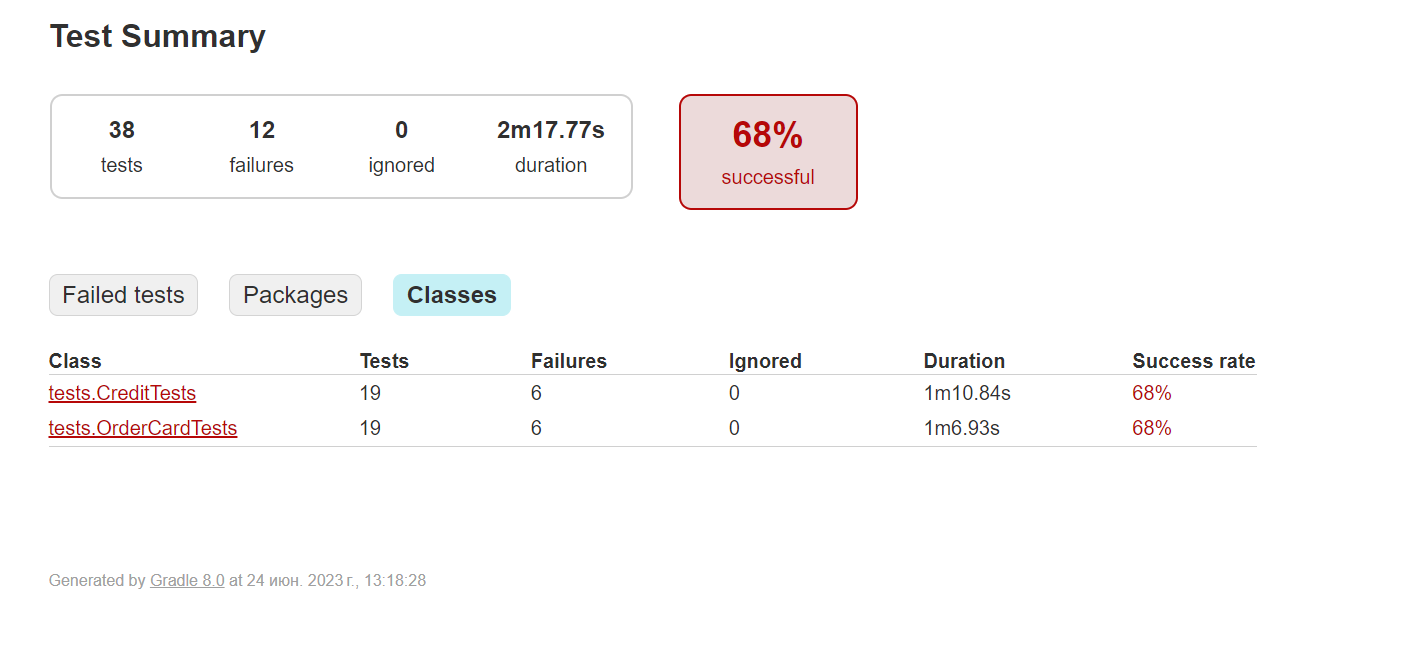 Test Summary
38 12 0 2m17.77s
tests failures ignored duration
68%
successful
Failed tests Packages Classes
Class Tests Failures Ignored Duration Success rate
tests.CreditTests 19 6 0 1m10.84s 68%
tests.OrderCardTests 19 6 0 1m6.93s 68%
Generated by Gradle 8.0 at 24 июн. 2023 г., 13:18:28